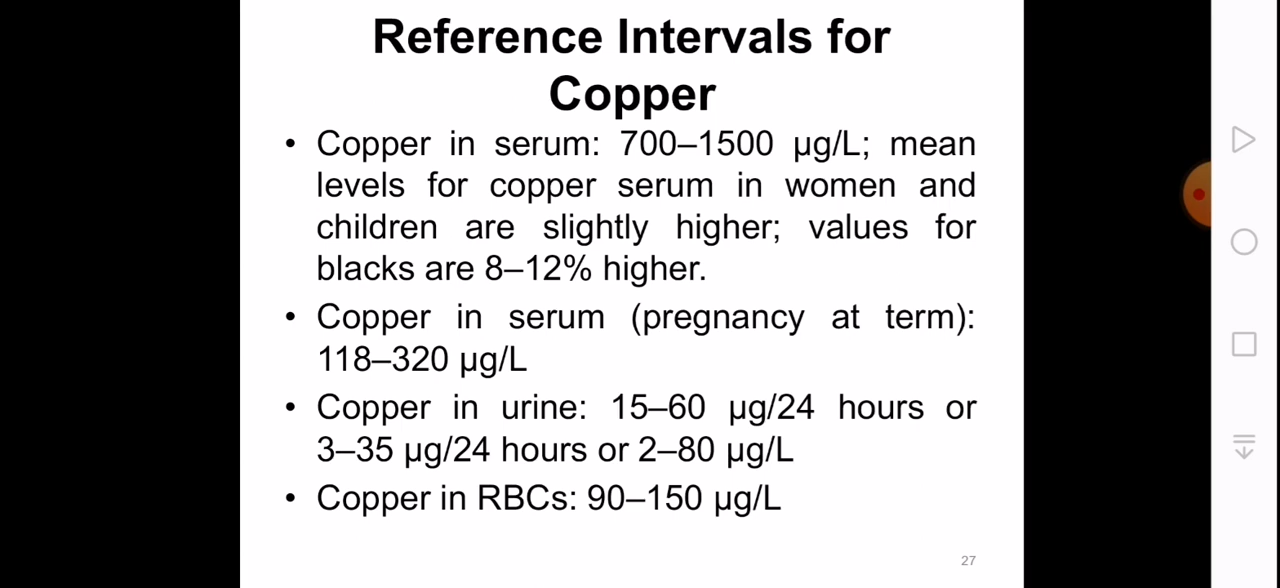 Reference Intervals for
Copper
• Copper in serum: 700–1500 µg/L; mean
levels for copper serum in women and
children are slightly higher; values for
blacks are 8–12% higher.
• Copper in serum (pregnancy at term):
118–320 µg/L
• Copper in urine: 15–60 µg/24 hours or
3–35 µg/24 hours or 2–80 µg/L
• Copper in RBCs: 90–150 µg/L
27